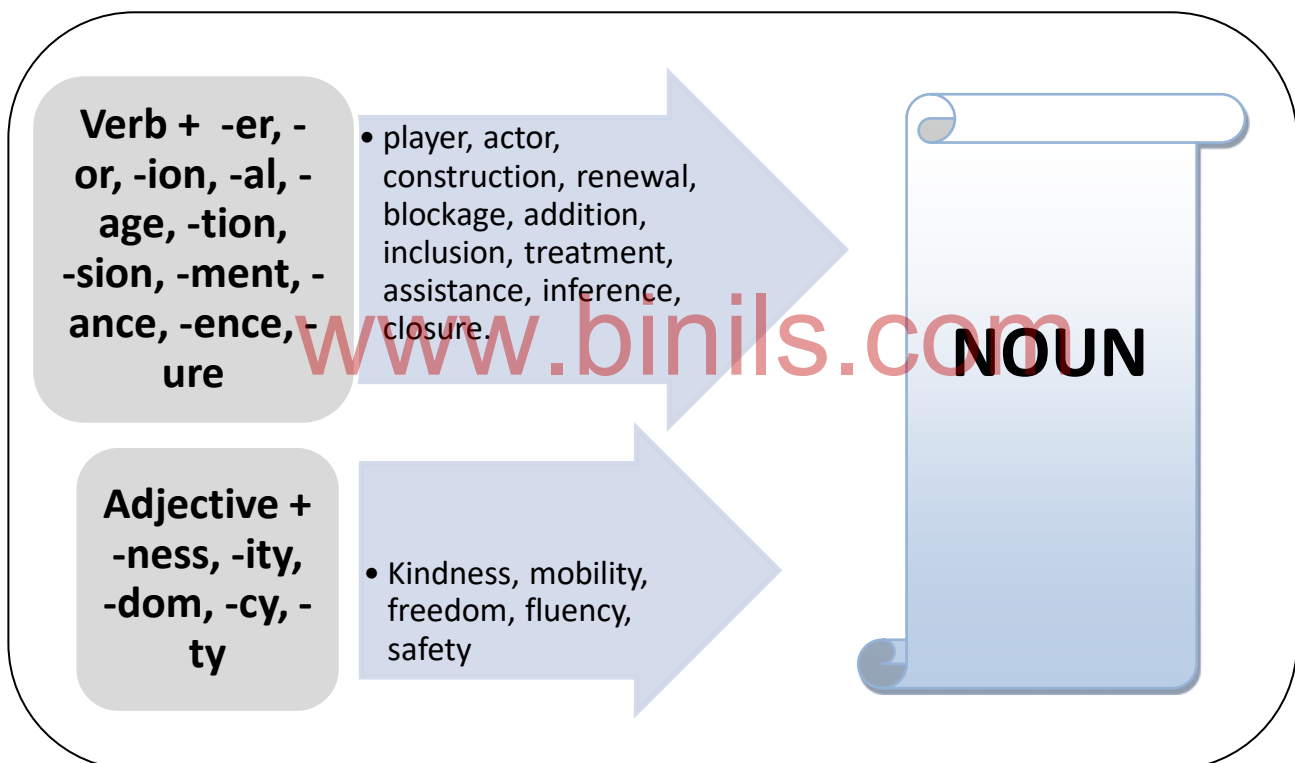 Verb + -er, -
or, -ion, -al, -
age, -tion,
-sion, -ment, -
ance, -ence, -
ure
• player, actor,
construction, renewal,
blockage, addition,
inclusion, treatment,
assistance, inference,
closure.
Adjective +
-ness, -ity,
-dom, -cy, -
ty
• Kindness, mobility,
freedom, fluency,
safety
NOUN
www.binils.com